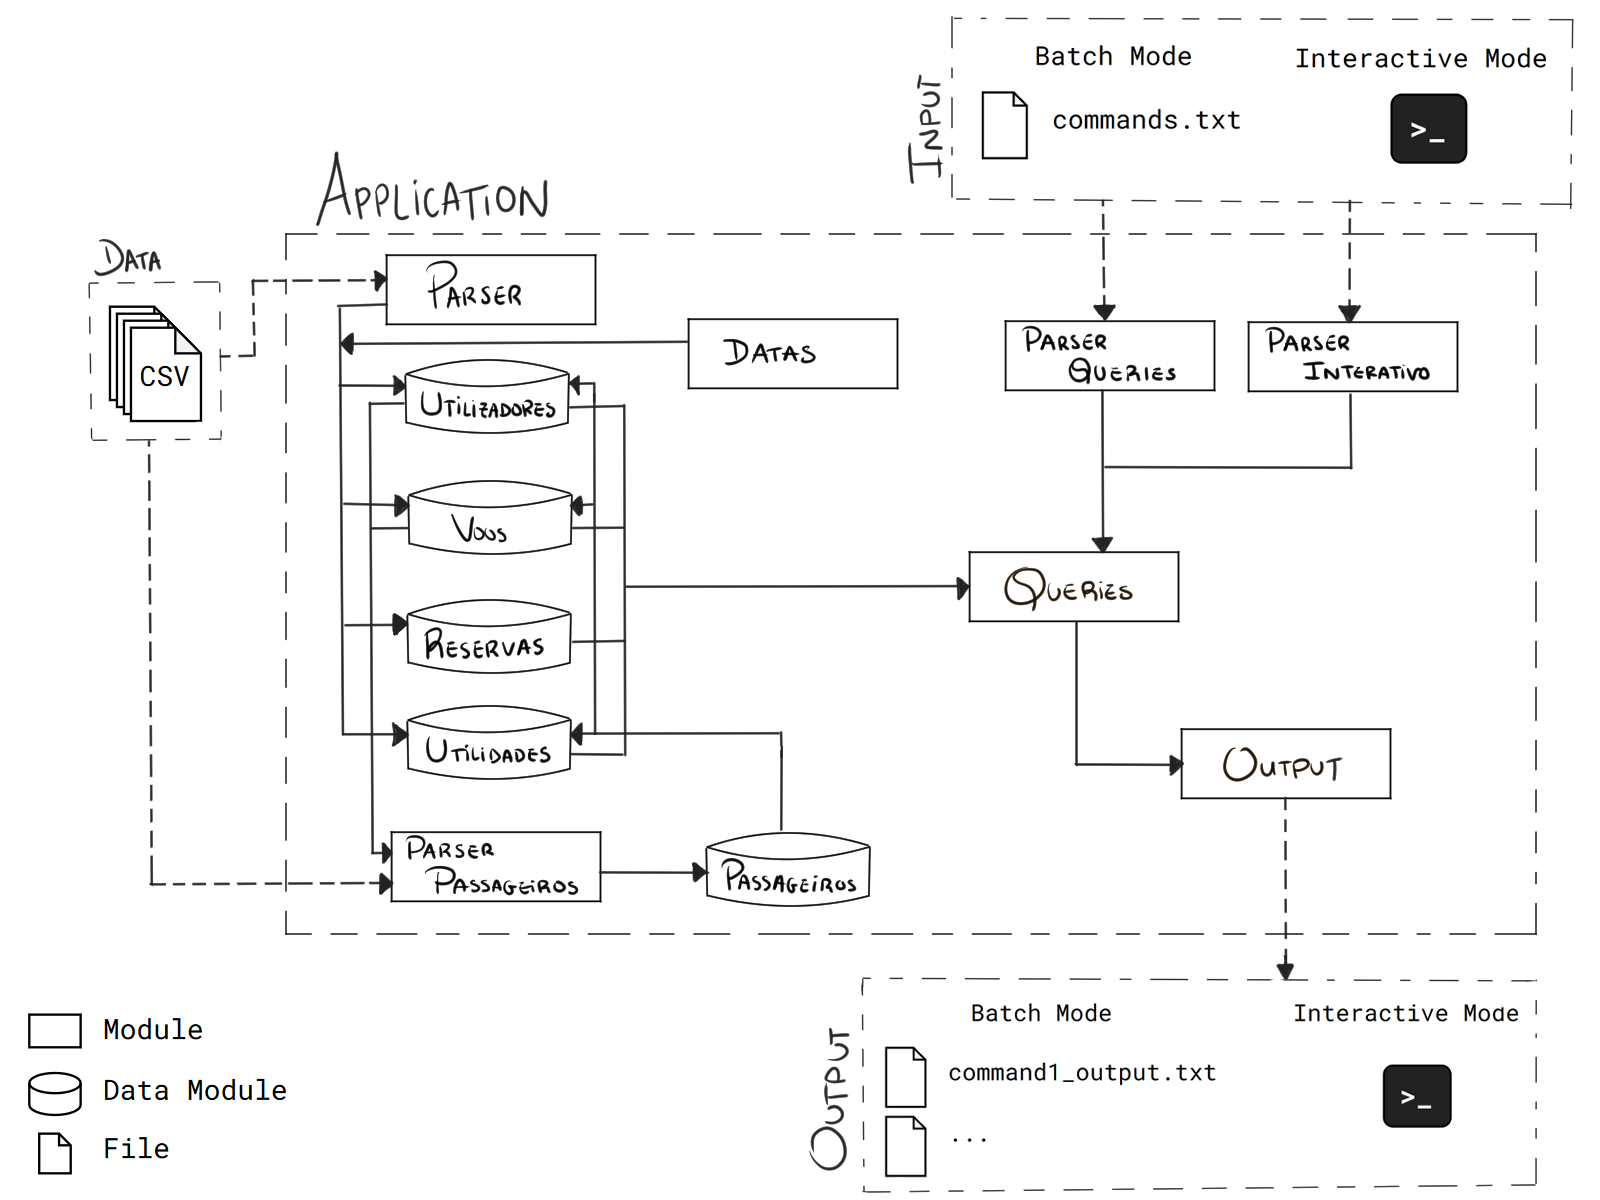 Batch Mode
Interactive Mode
INPUT
commands.txt
>_
APPLICATION
DATA
CSV
PARSER
DATAS
PARSER
QUERIES
PARSER
INTERATIVO
UTILIZADORES
VOUS
QUERIES
RESERVAS
UTILIDADES
OUTPUT
PARSER
PASSAGEIROS
PASSAGEIROS
Module
Data Module
File
OUTPUT
Batch Mode
Interactive Mode
command1_output.txt
>_
...